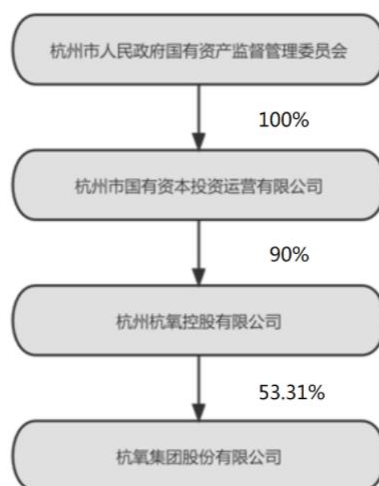 杭州市人民政府国有资产监督管理委员会
100%
杭州市国有资本投资运营有限公司
90%
杭州杭氧控股有限公司
53.31%
杭氧集团股份有限公司